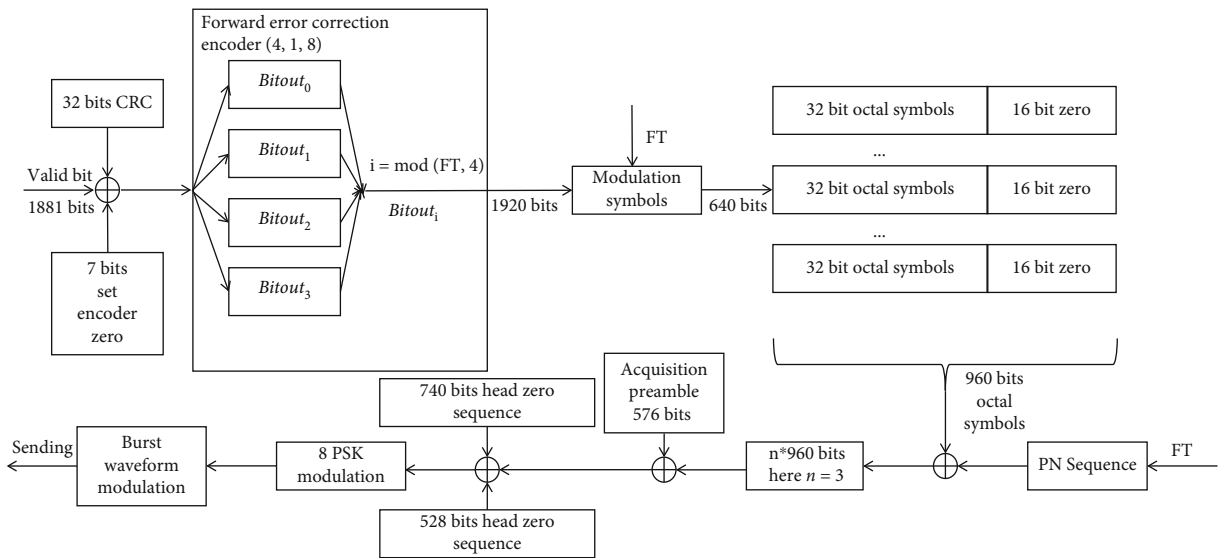 Forward error correction
encoder (4, 1, 8)
Bitout0
32 bits CRC
32 bit octal symbols 16 bit zero
FT
...
Bitout1
i = mod (FT, 4)
Valid bit
Modulation
symbols
32 bit octal symbols 16 bit zero
1881 bits
Bitouti
1920 bits
640 bits
Bitout2
...
7 bits
set
encoder
zero
32 bit octal symbols 16 bit zero
Bitout3
Acquisition
preamble
576 bits
740 bits head zero
sequence
960 bits
octal
symbols
Sending
Burst
waveform
modulation
8 PSK
modulation
n*960 bits
here n = 3
PN Sequence
FT
528 bits head zero
sequence